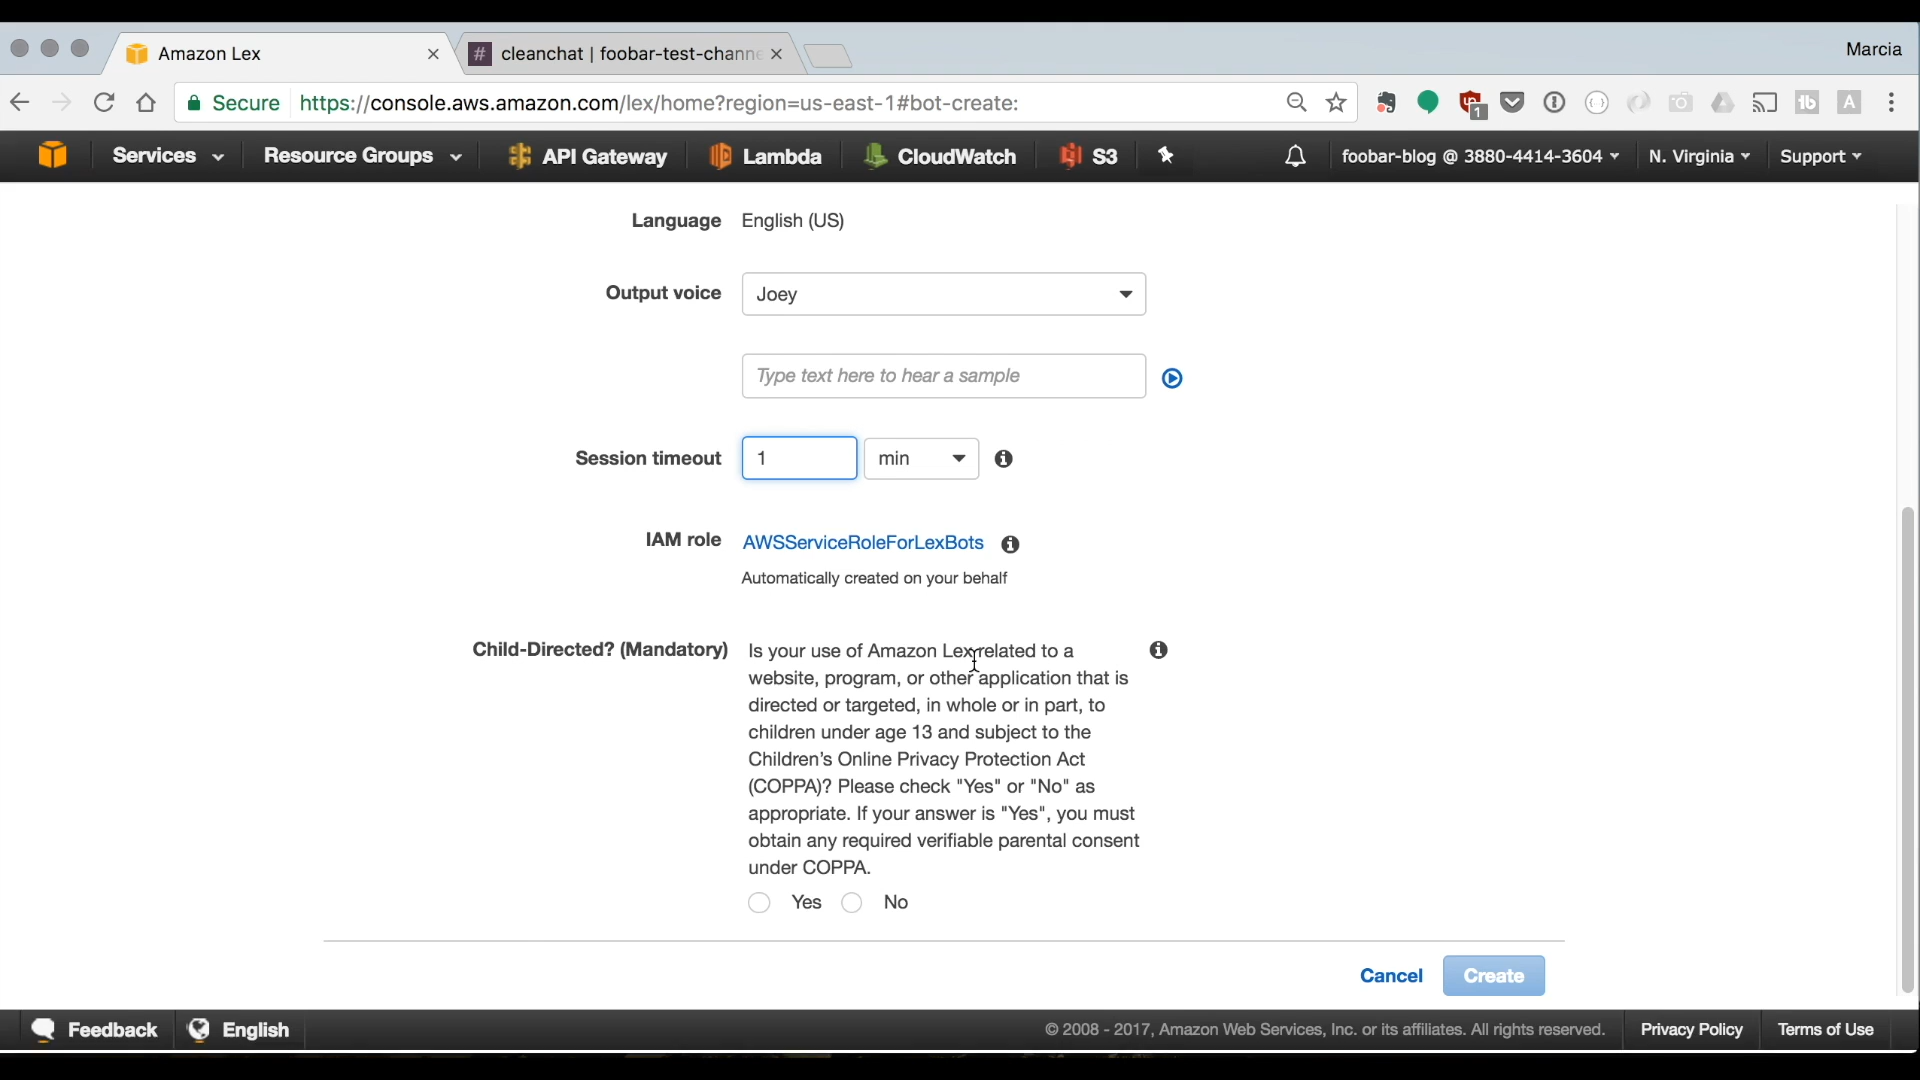 Amazon Lex
cleanchat | foobar-test-channe
Marcia
Secure https://console.aws.amazon.com/lex/home?region=us-east-1#bot-create:
Services Resource Groups API Gateway Lambda CloudWatch S3 foobar-blog @ 3880-4414-3604 N. Virginia Support
Language English (US)
Output voice Joey
Type text here to hear a sample
Session timeout 1 min
IAM role AWSServiceRoleForLexBots
Automatically created on your behalf
Child-Directed? (Mandatory) Is your use of Amazon Lex related to a
website, program, or other application that is
directed or targeted, in whole or in part, to
children under age 13 and subject to the
Children's Online Privacy Protection Act
(COPPA)? Please check "Yes" or "No" as
appropriate. If your answer is "Yes", you must
obtain any required verifiable parental consent
under COPPA.
Yes No
Cancel Create
Feedback English © 2008 - 2017, Amazon Web Services, Inc. or its affiliates. All rights reserved. Privacy Policy Terms of Use